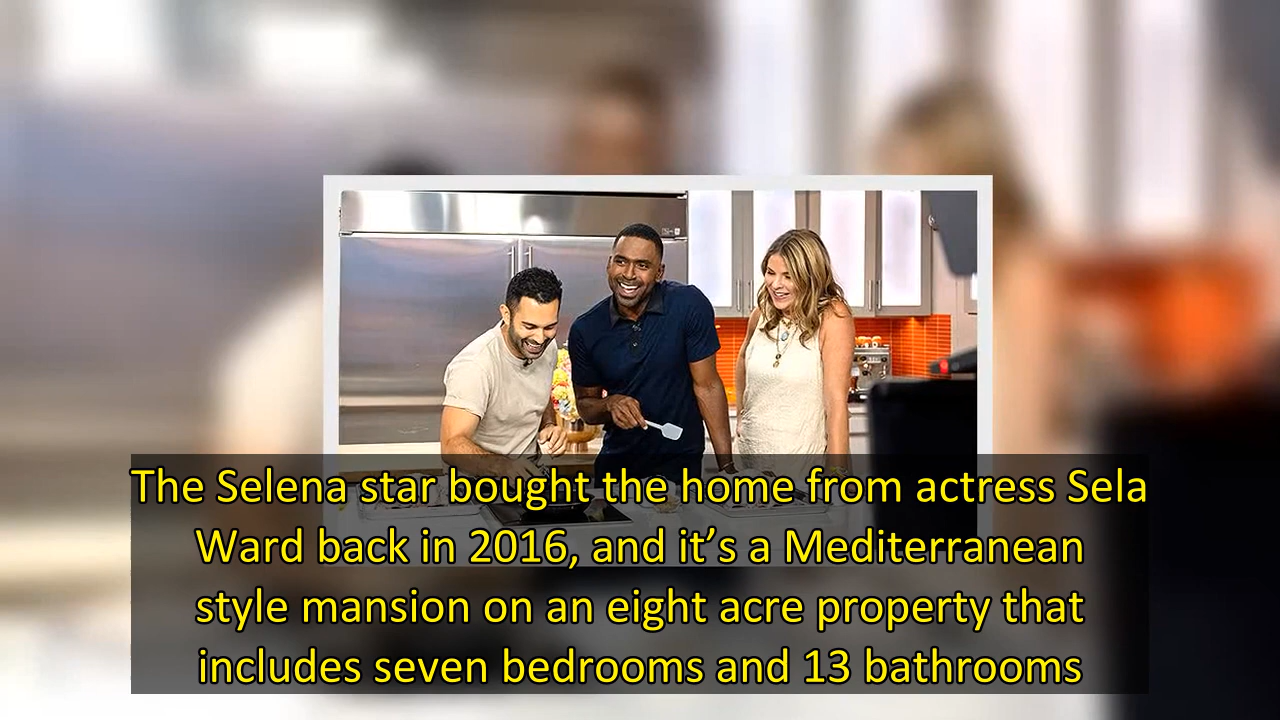 The Selena star bought the home from actress Sela
Ward back in 2016, and it’s a Mediterranean
style mansion on an eight acre property that
includes seven bedrooms and 13 bathrooms